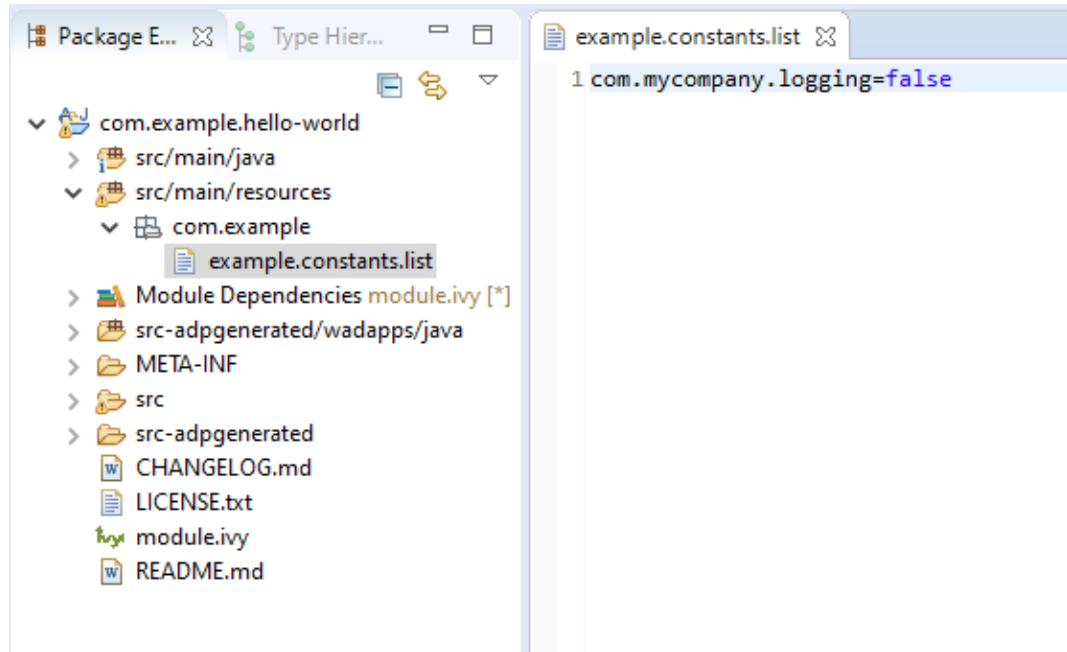 Package E... Type Hier...
com.example.hello-world
src/main/java
src/main/resources
com.example
example.constants.list
Module Dependencies module.ivy [*]
src-adpgenerated/wadapps/java
META-INF
src
src-adpgenerated
CHANGELOG.md
LICENSE.txt
module.ivy
README.md
example.constants.list
1 com.mycompany.logging=false